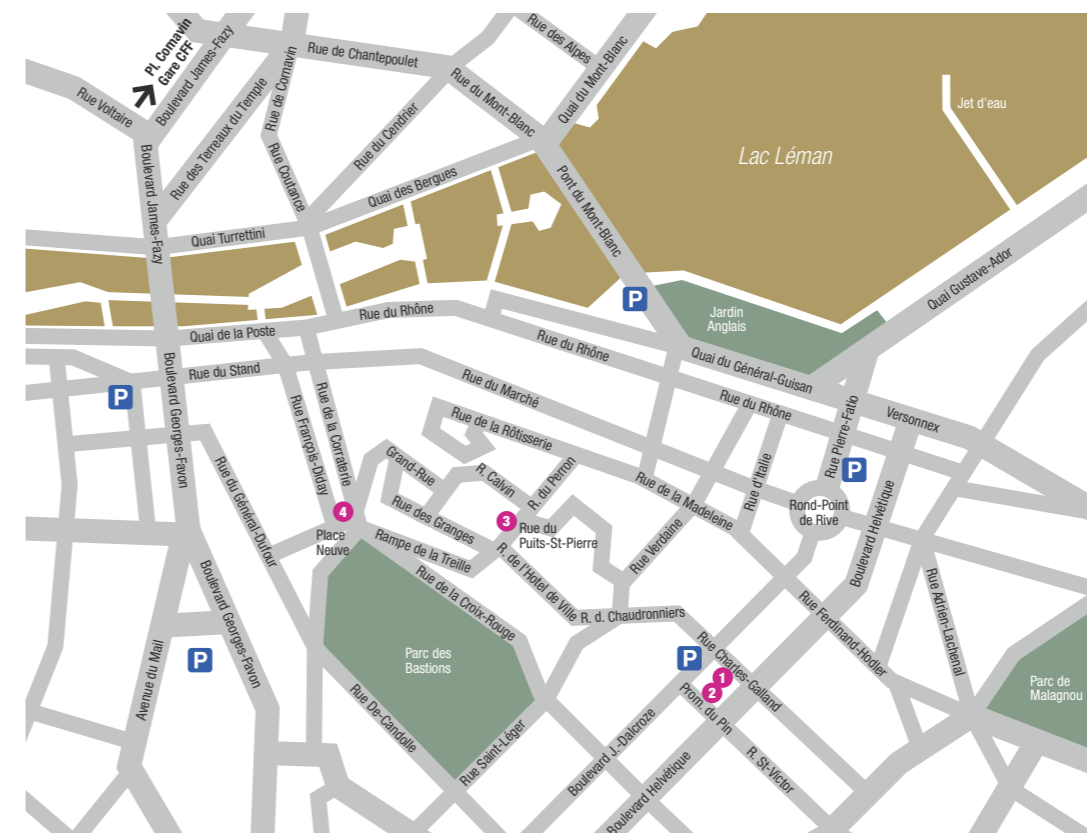 Pl. Cornavin
Gare CFF
Boulevard James-Fazy
Rue Voltaire
Rue de Chantepoulet
Rue de Cornavin
Rue des Terreaux du Temple
Rue des Alpes
Quai du Mont-Blanc
Rue du Mont-Blanc
Rue du Cendrier
Rue Coutance
Boulevard James-Fazy
Quai des Bergues
Quai Turrettini
Pont du Mont-Blanc
Lac Léman
Jet d'eau
Quai Gustave-Ador
P
Jardin
Anglais
Rue du Rhône
Quai de la Poste
Rue du Rhône
Quai du Général-Guisan
Rue du Stand
Rue du Marché
Rue du Rhône
Versonnex
P
Boulevard Georges-Favon
Rue François-Diday
Rue de la Corraterie
Rue de la Rôtisserie
Rue Pierre-Fatio
P
Grand-Rue
R. Calvin
R. du Perron
Rue de la Madeleine
Rue d'Italie
Rond-Point
de Rive
Boulevard Helvétique
Rue du Général-Dufour
4
Place
Neuve
Rue des Granges
3
Rue du
Puits-St-Pierre
Rampe de la Treille
R. de l'Hotel de Ville
Rue Verdaine
Rue de la Croix-Rouge
R. d. Chaudronniers
Rue Ferdinand-Hodler
Rue Adrien-Lachenal
Boulevard Georges-Favon
Avenue du Mail
P
Parc des
Bastions
P
Rue Charles-Galland
1
2
Prom. du Pin
Parc de
Malagnou
Rue De-Candolle
Rue Saint-Léger
Boulevard J.-Dalcroze
R. St-Victor
Boulevard Helvétique